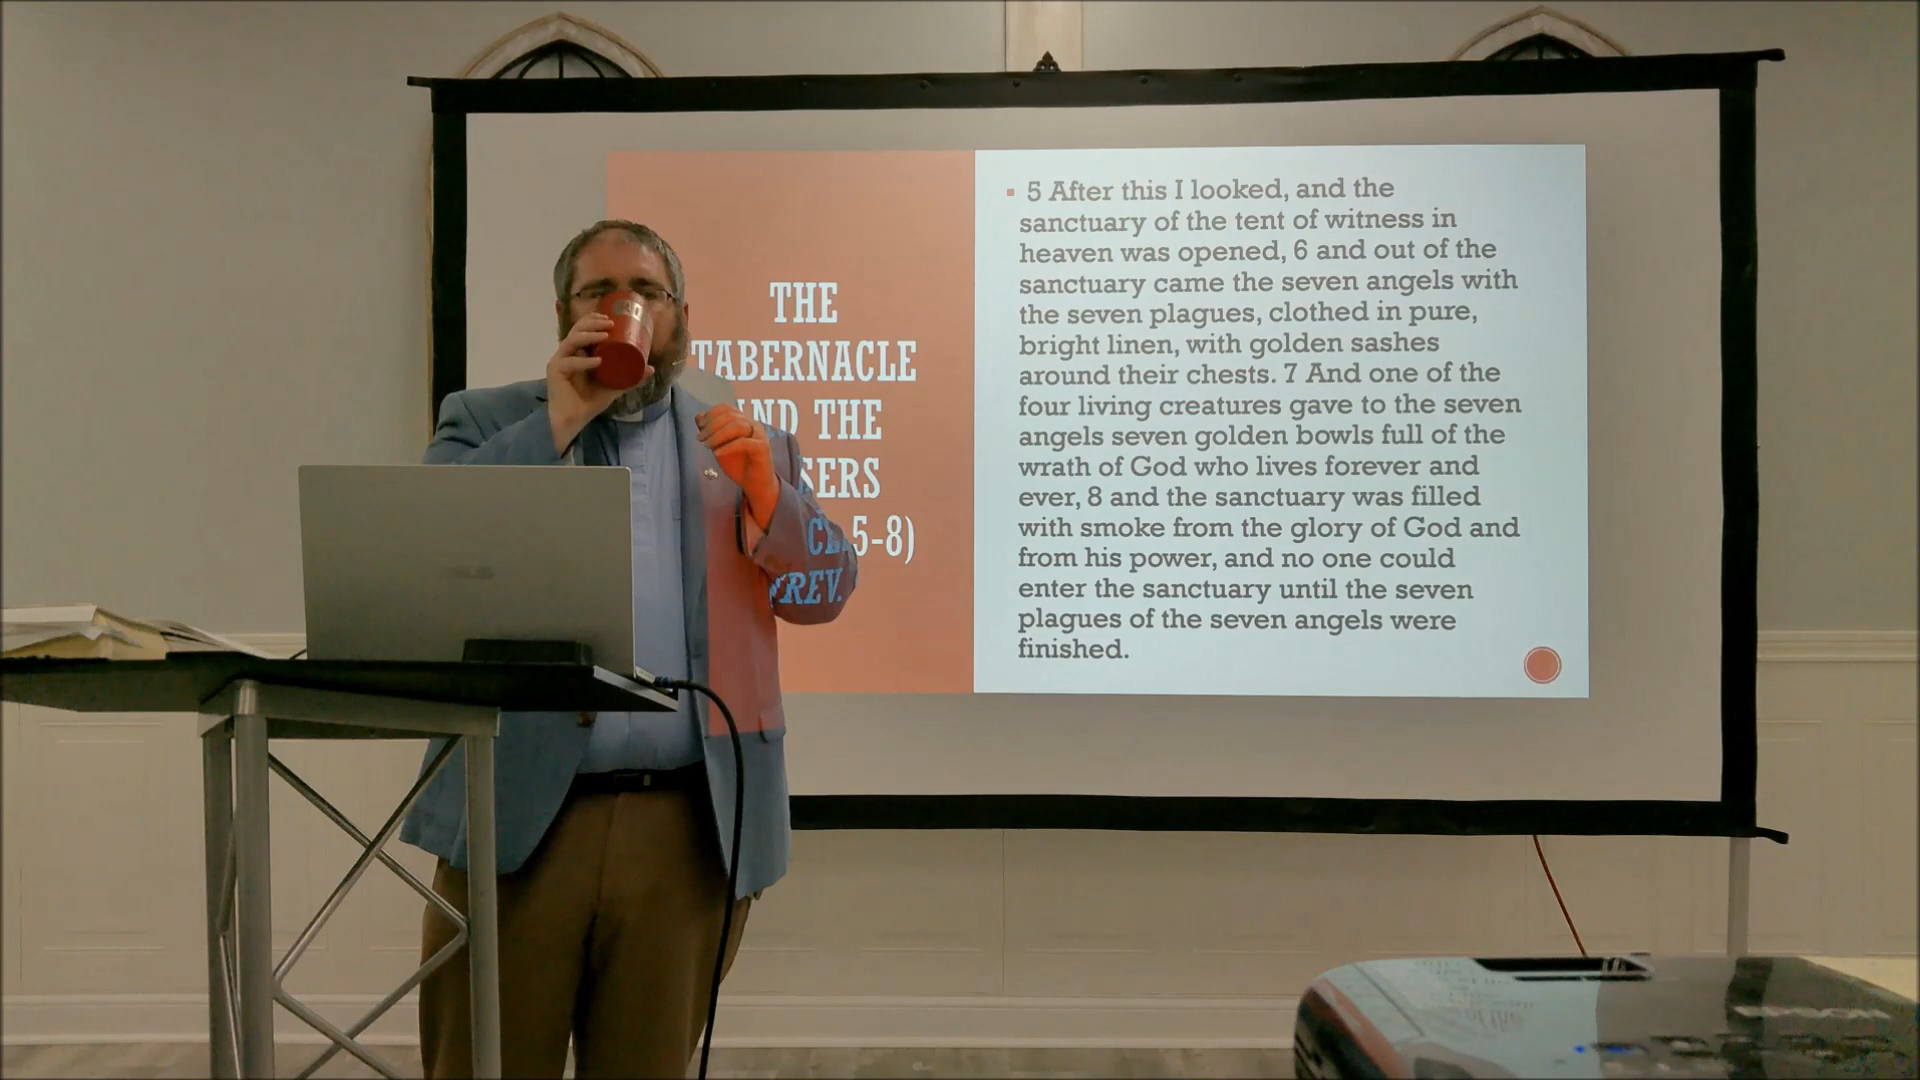 THE
TABERNACLE
AND THE
SERS
5-8)
REV.
5 After this I looked, and the
sanctuary of the tent of witness in
heaven was opened, 6 and out of the
sanctuary came the seven angels with
the seven plagues, clothed in pure,
bright linen, with golden sashes
around their chests. 7 And one of the
four living creatures gave to the seven
angels seven golden bowls full of the
wrath of God who lives forever and
ever, 8 and the sanctuary was filled
with smoke from the glory of God and
from his power, and no one could
enter the sanctuary until the seven
plagues of the seven angels were
finished.